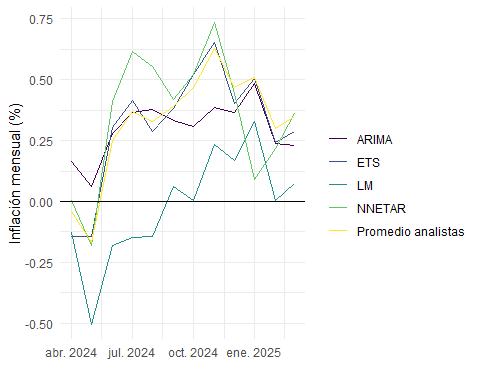 Inflación mensual (%)
0.75
0.50
0.25
0.00
-0.25
-0.50
abr. 2024 jul. 2024 oct. 2024 ene. 2025
ARIMA
ETS
LM
NNETAR
Promedio analistas